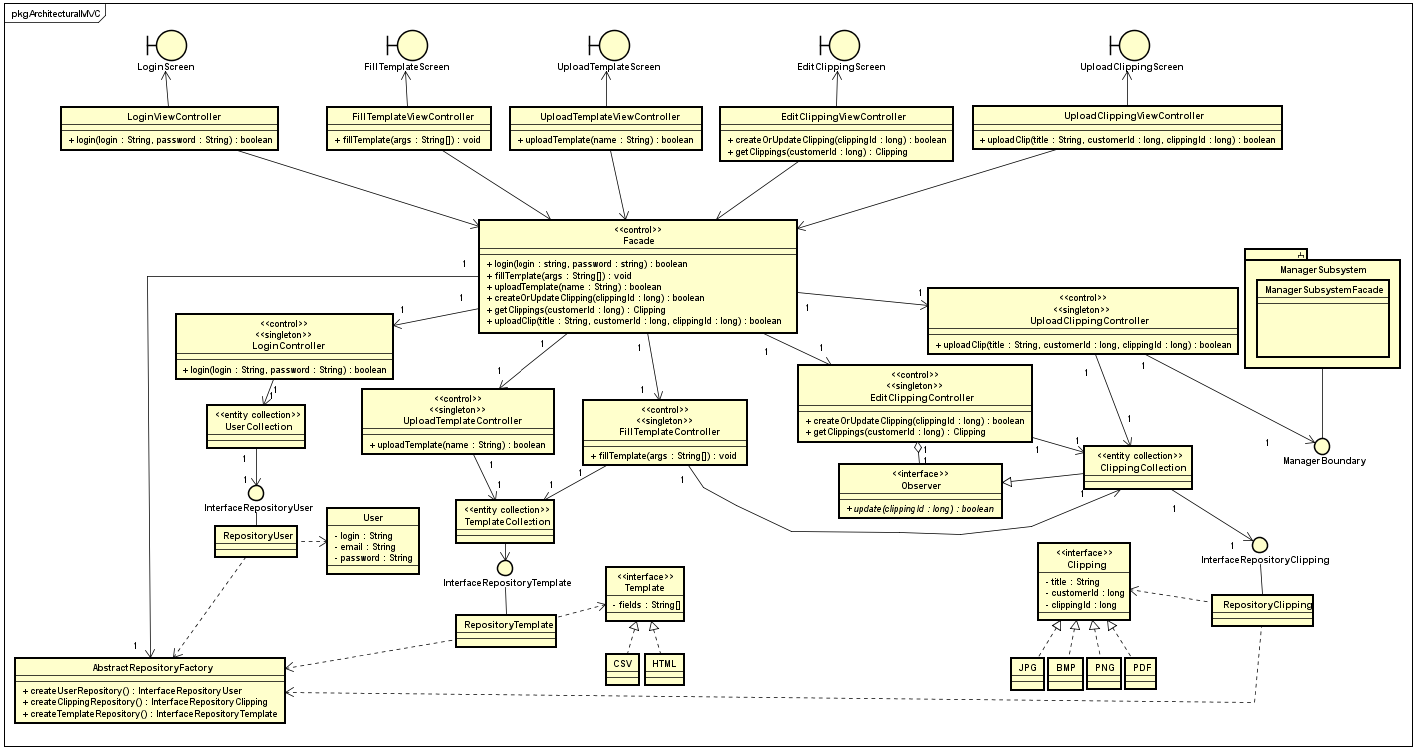 pkgArchitecturalMVC
LoginScreen
FillTemplateScreen
UploadTemplateScreen
EditClippingScreen
UploadClippingScreen
LoginViewController
+ login(login : String, password : String) : boolean
FillTemplateViewController
+ fillTemplate(args : String[]) : void
UploadTemplateViewController
+ uploadTemplate(name : String) : boolean
EditClippingViewController
+ createOrUpdateClipping(clippingId : long) : boolean
+ getClippings(customerId : long) : Clipping
UploadClippingViewController
+ uploadClip(title : String, customerId : long, clippingId : long) : boolean
<<control>>
Facade
+ login(login : string, password : string) : boolean
+ fillTemplate(args : String[]) : void
+ uploadTemplate(name : String) : boolean
+ createOrUpdateClipping(clippingId : long) : boolean
+ getClippings(customerId : long) : Clipping
+ uploadClip(title : String, customerId : long, clippingId : long) : boolean
1
1
1
1
1
1
1
1
1
1
1
1
ManagerSubsystem
ManagerSubsystemFacade
<<control>>
<<singleton>>
UploadClippingController
+ uploadClip(title : String, customerId : long, clippingId : long) : boolean
<<control>>
<<singleton>>
LoginController
+ login(login : String, password : String) : boolean
<<control>>
<<singleton>>
EditClippingController
+ createOrUpdateClipping(clippingId : long) : boolean
+ getClippings(customerId : long) : Clipping
<<control>>
<<singleton>>
UploadTemplateController
+ uploadTemplate(name : String) : boolean
<<control>>
<<singleton>>
FillTemplateController
+ fillTemplate(args : String[]) : void
1
1
1
1
1
1
<<entity collection>>
UserCollection
<<entity collection>>
ClippingCollection
ManagerBoundary
1
1
1
1
<<interface>>
Observer
+ update(clippingId : long) : boolean
1
1
1
1
1
1
1
1
InterfaceRepositoryUser
<<entity collection>>
TemplateCollection
RepositoryUser
User
- login : String
- email : String
- password : String
1
1
InterfaceRepositoryClipping
InterfaceRepositoryTemplate
<<interface>>
Template
- fields : String[]
<<interface>>
Clipping
- title : String
- customerId : long
- clippingId : long
RepositoryClipping
RepositoryTemplate
CSV
HTML
JPG
BMP
PNG
PDF
AbstractRepositoryFactory
+ createUserRepository() : InterfaceRepositoryUser
+ createClippingRepository() : InterfaceRepositoryClipping
+ createTemplateRepository() : InterfaceRepositoryTemplate